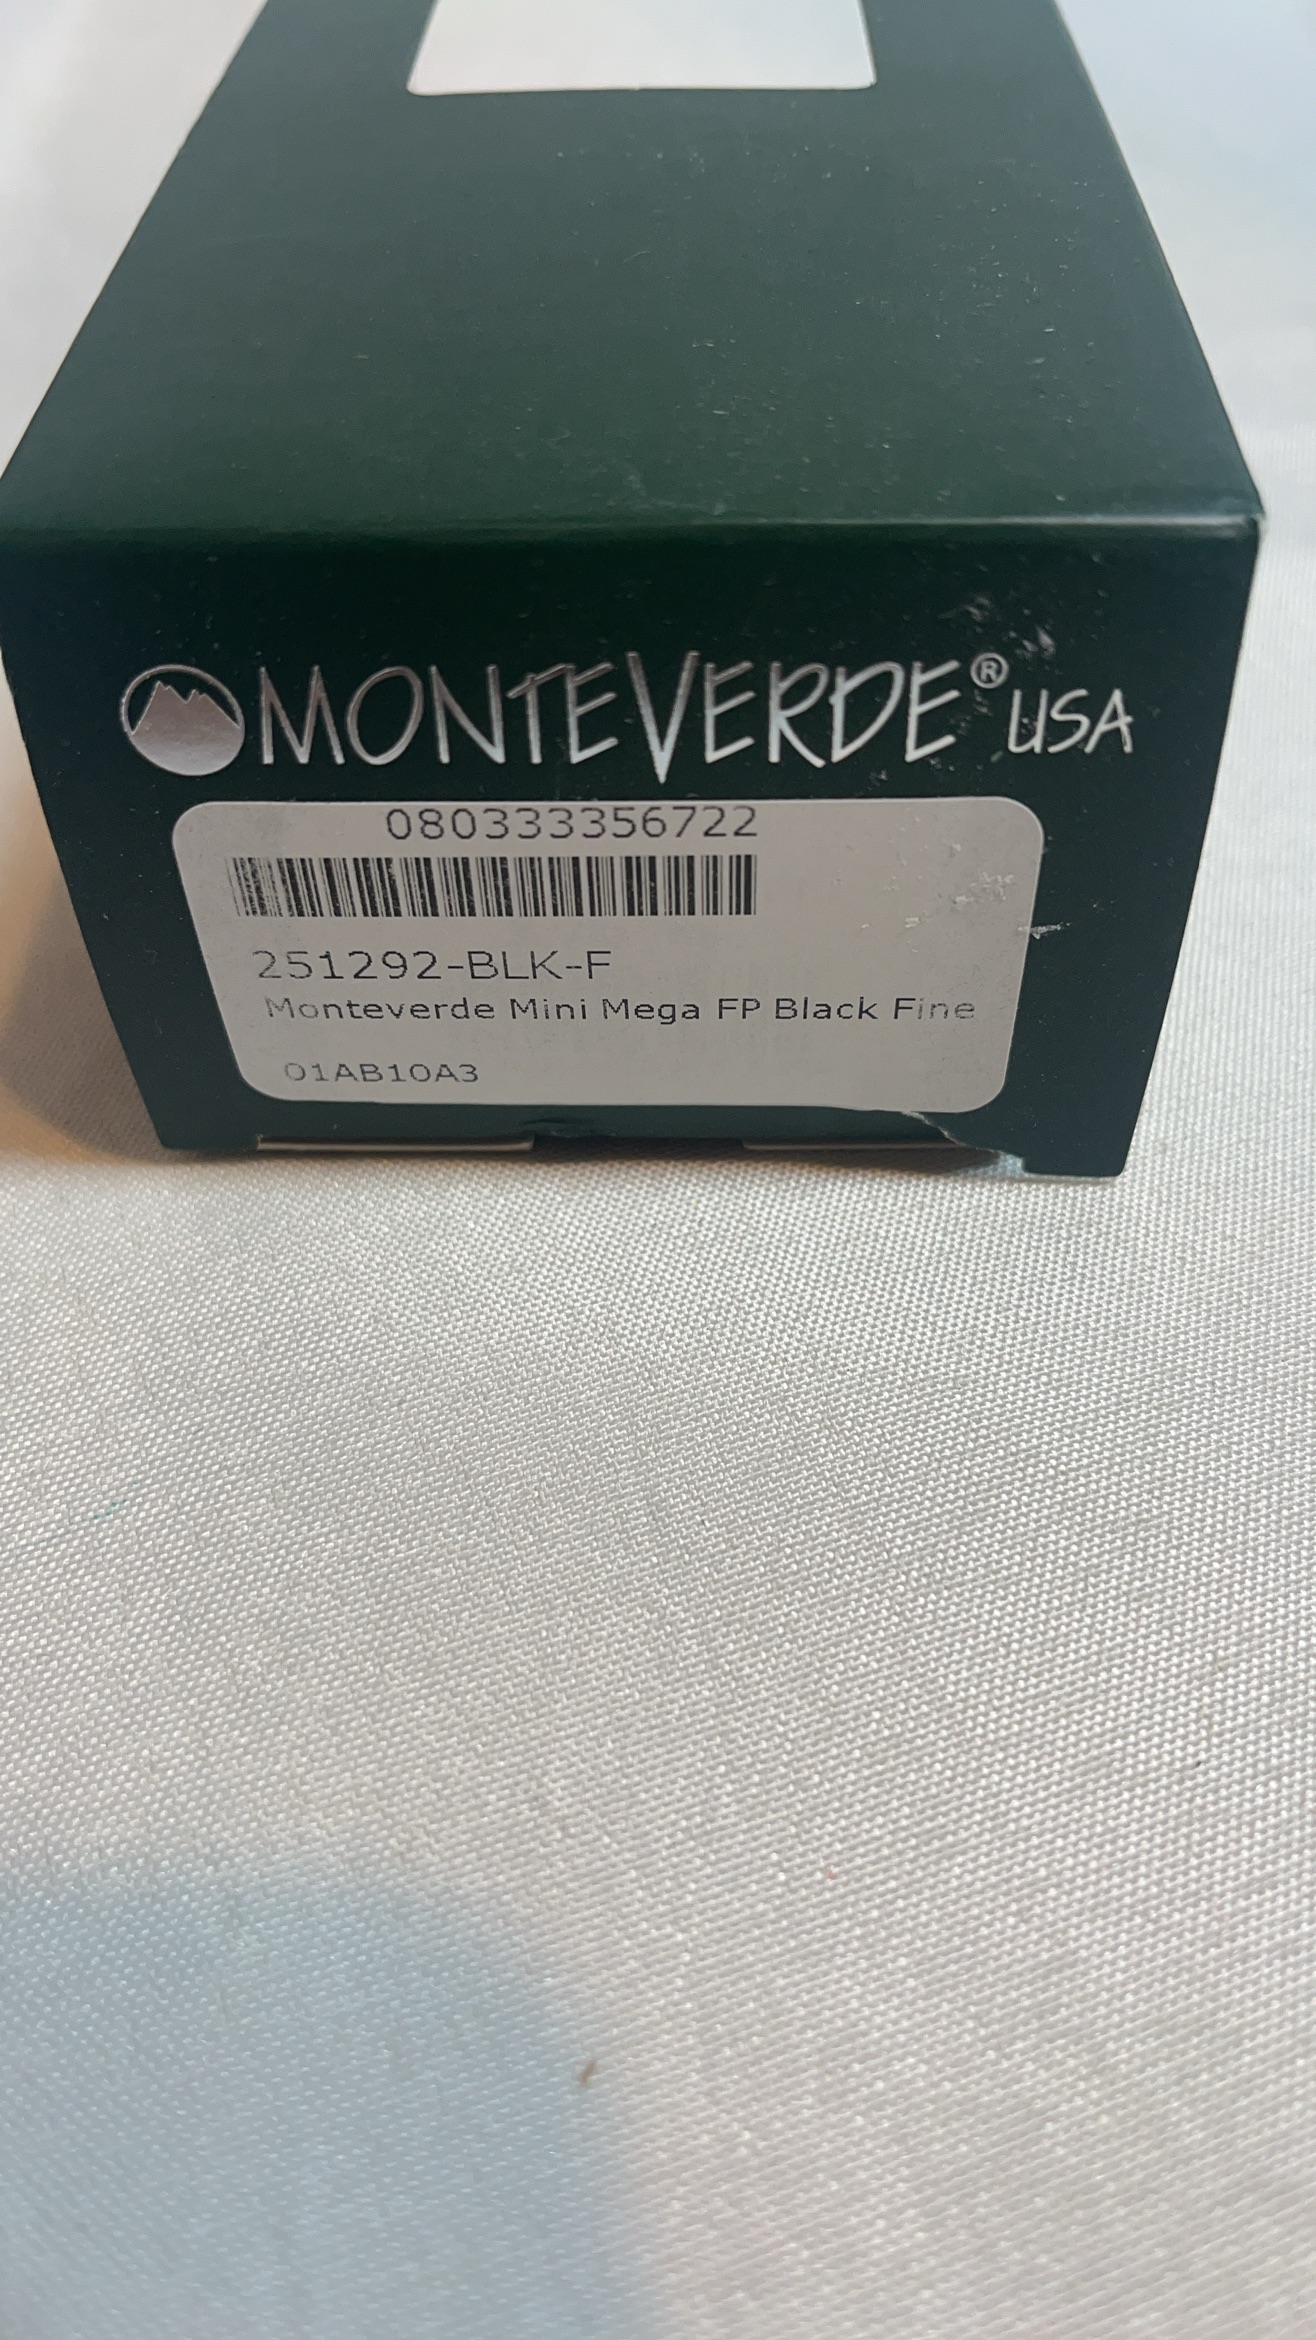 MONTEVERDE® USA
080333356722
251292-BLK-F
Monteverde Mini Mega FP Black Fine
01AB10A3